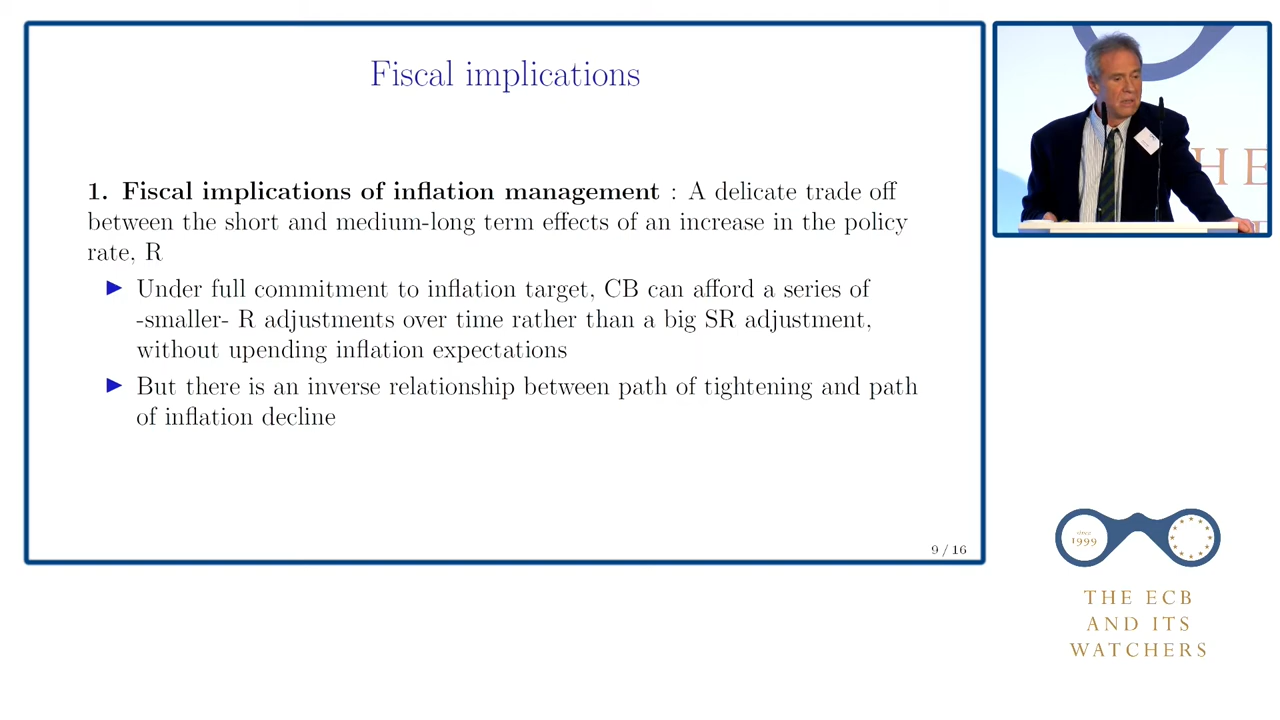 Fiscal implications
1. Fiscal implications of inflation management : A delicate trade off
between the short and medium-long term effects of an increase in the policy
rate, R
▶ Under full commitment to inflation target, CB can afford a series of
-smaller- R adjustments over time rather than a big SR adjustment,
without upending inflation expectations
▶ But there is an inverse relationship between path of tightening and path
of inflation decline
9 / 16
HE
since
1999
THE ECB
AND ITS
WATCHERS